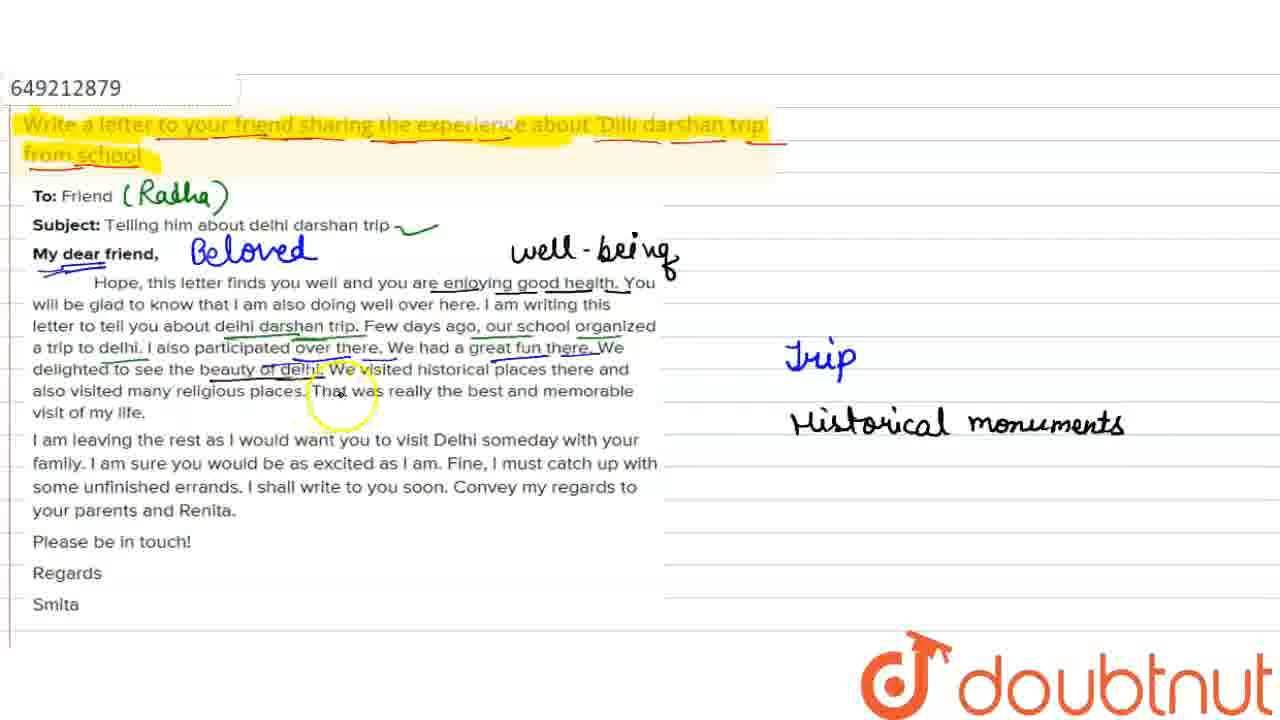 649212879
Write a letter to your friend sharing the experience about 'Dilli darshan trip
from school
To: Friend (Radha)
Subject: Telling him about delhi darshan trip
My dear friend, Beloved well-being
Hope, this letter finds you well and you are enjoying good health. You
will be glad to know that I am also doing well over here. I am writing this
letter to tell you about delhi darshan trip. Few days ago, our school organized
a trip to delhi. I also participated over there. We had a great fun there. We
delighted to see the beauty of delhi. We visited historical places there and
also visited many religious places. That was really the best and memorable
visit of my life.
Trip
Historical monuments
I am leaving the rest as I would want you to visit Delhi someday with your
family. I am sure you would be as excited as I am. Fine, I must catch up with
some unfinished errands. I shall write to you soon. Convey my regards to
your parents and Renita.
Please be in touch!
Regards
Smita
doubtnut